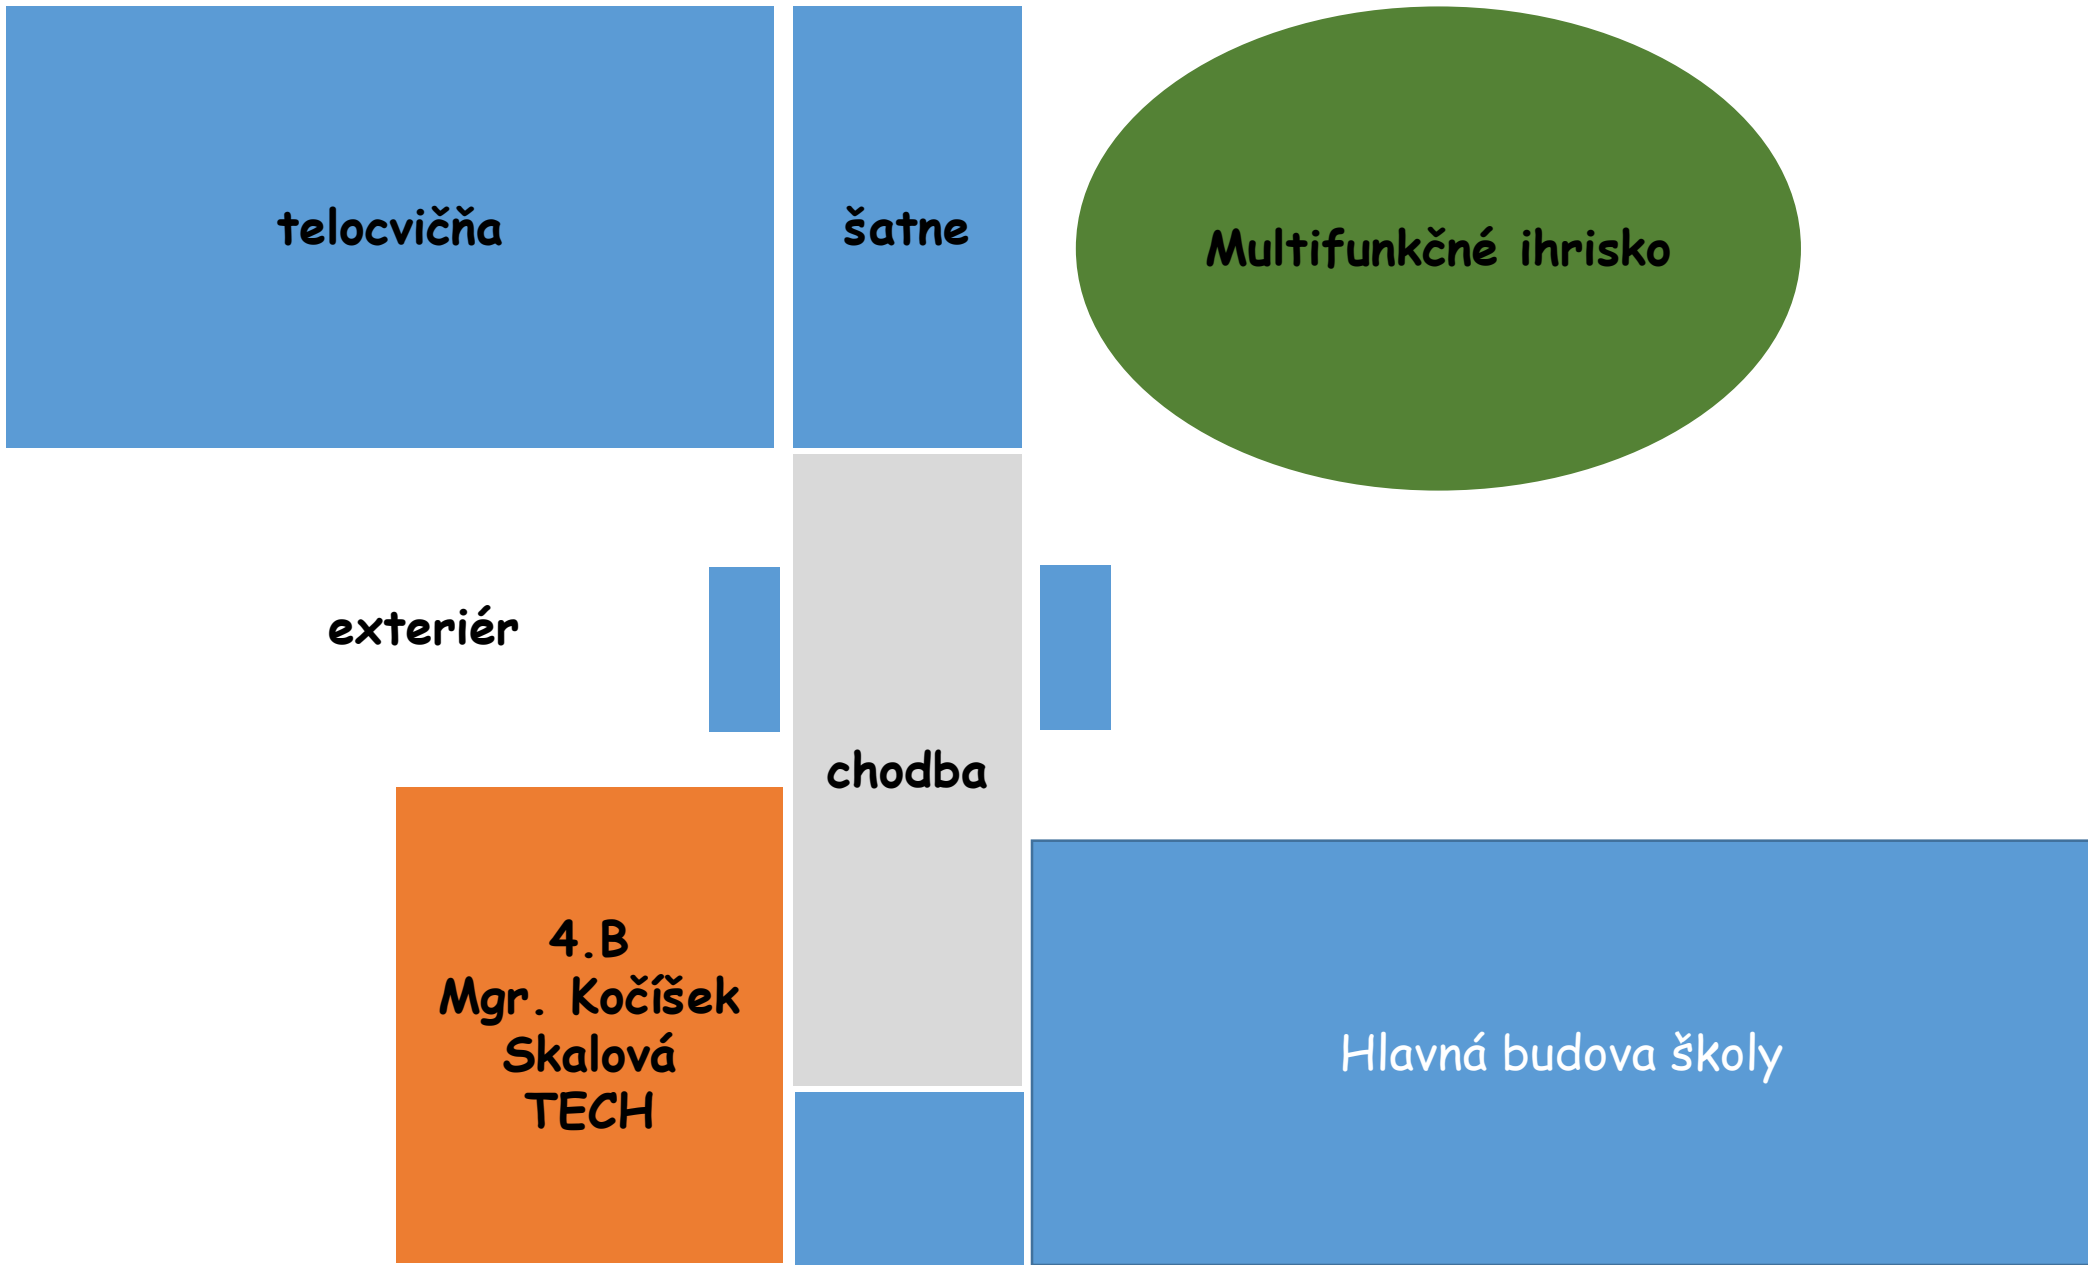 telocvičňa
šatne
Multifunkčné ihrisko
exteriér
chodba
4.B
Mgr. Kočíšek
Skalová
TECH
Hlavná budova školy